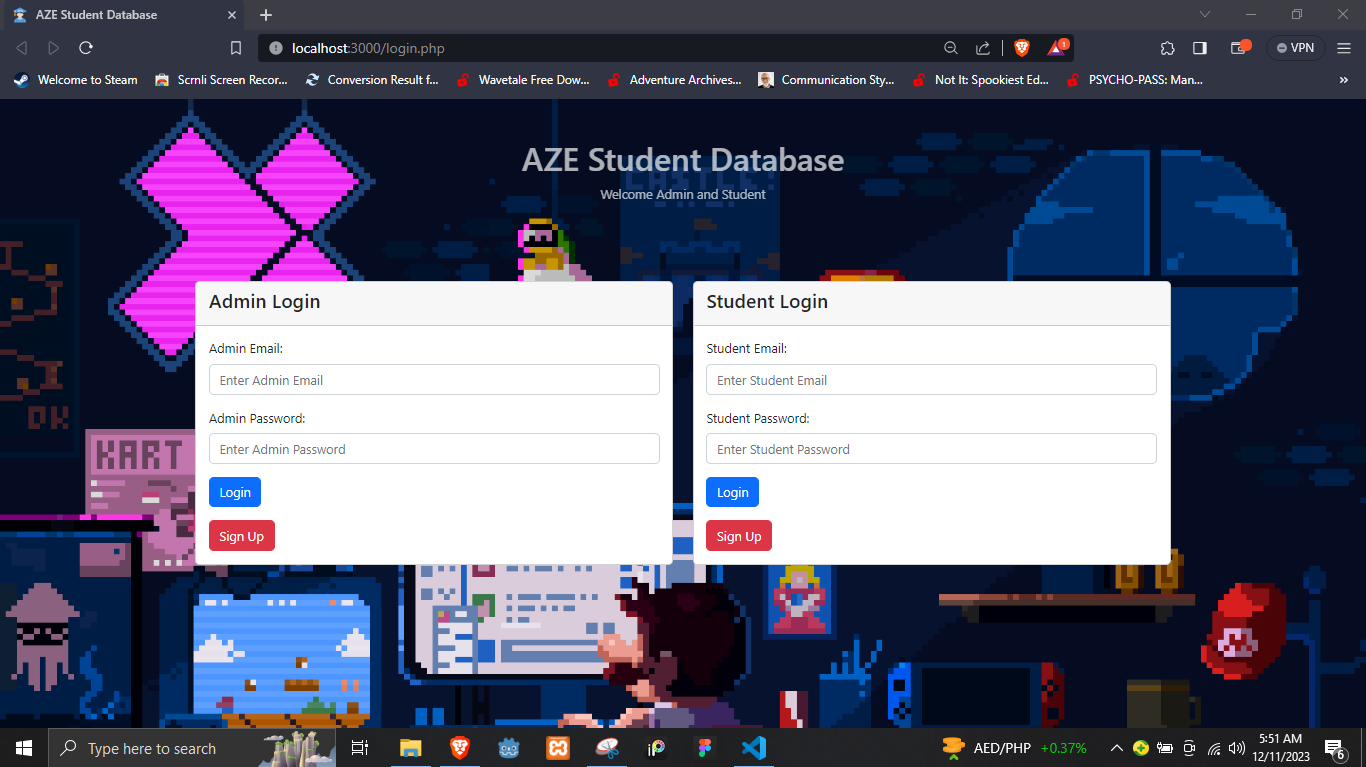 AZE Student Database
localhost:3000/login.php
1
VPN
Welcome to Steam
Scrnli Screen Recor...
Conversion Result f...
Wavetale Free Dow...
Adventure Archives...
Communication Sty...
Not It: Spookiest Ed...
PSYCHO-PASS: Man...
»
AZE Student Database
Welcome Admin and Student
Admin Login
Admin Email:
Enter Admin Email
Admin Password:
Enter Admin Password
Login
Sign Up
Student Login
Student Email:
Enter Student Email
Student Password:
Enter Student Password
Login
Sign Up
OK
KART
Type here to search
AED/PHP +0.37%
5:51 AM
12/11/2023
6